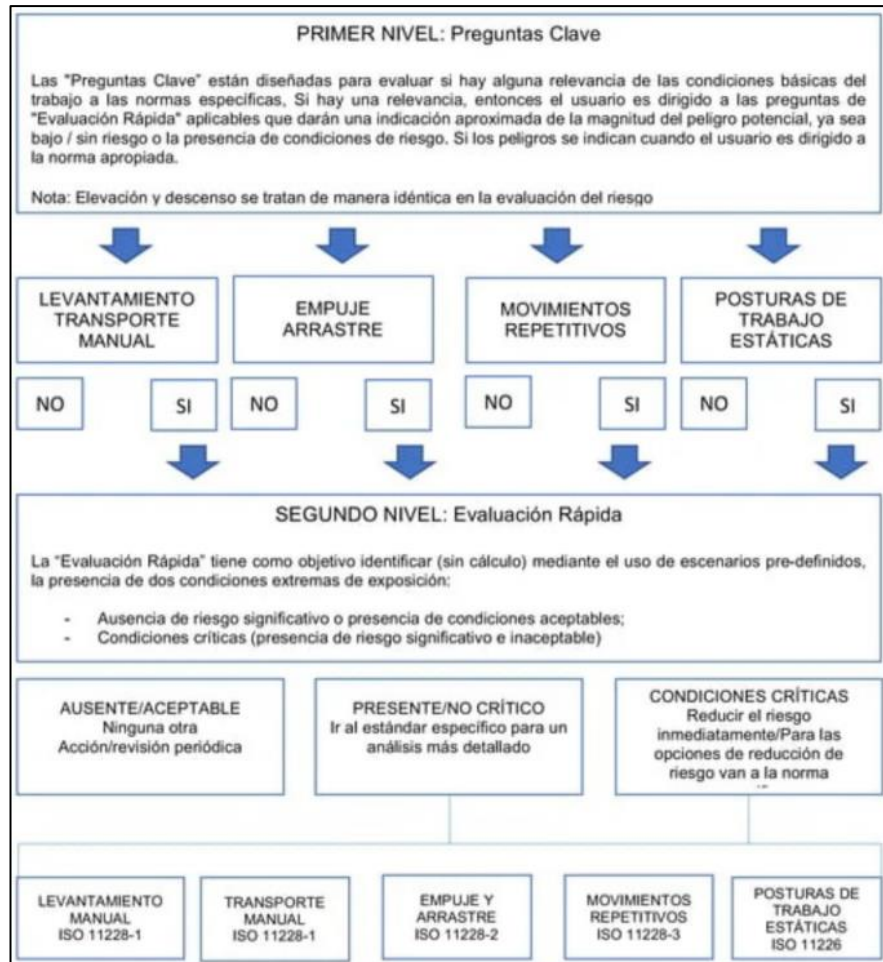 PRIMER NIVEL: Preguntas Clave
Las "Preguntas Clave" están diseñadas para evaluar si hay alguna relevancia de las condiciones básicas del
trabajo a las normas específicas, Si hay una relevancia, entonces el usuario es dirigido a las preguntas de
"Evaluación Rápida" aplicables que darán una indicación aproximada de la magnitud del peligro potencial, ya sea
bajo / sin riesgo o la presencia de condiciones de riesgo. Si los peligros se indican cuando el usuario es dirigido a
la norma apropiada.
Nota: Elevación y descenso se tratan de manera idéntica en la evaluación del riesgo
LEVANTAMIENTO
TRANSPORTE
MANUAL
EMPUJE
ARRASTRE
MOVIMIENTOS
REPETITIVOS
POSTURAS DE
TRABAJO
ESTÁTICAS
NO
SI
NO
SI
NO
SI
NO
SI
SEGUNDO NIVEL: Evaluación Rápida
La "Evaluación Rápida" tiene como objetivo identificar (sin cálculo) mediante el uso de escenarios pre-definidos,
la presencia de dos condiciones extremas de exposición:
- Ausencia de riesgo significativo o presencia de condiciones aceptables;
- Condiciones críticas (presencia de riesgo significativo e inaceptable)
AUSENTE/ACEPTABLE
Ninguna otra
Acción/revisión periódica
PRESENTE/NO CRÍTICO
Ir al estándar específico para un
análisis más detallado
CONDICIONES CRÍTICAS
Reducir el riesgo
inmediatamente/Para las
opciones de reducción de
riesgo van a la norma
LEVANTAMIENTO
MANUAL
ISO 11228-1
TRANSPORTE
MANUAL
ISO 11228-1
EMPUJE Y
ARRASTRE
ISO 11228-2
MOVIMIENTOS
REPETITIVOS
ISO 11228-3
POSTURAS DE
TRABAJO
ESTÁTICAS
ISO 11226